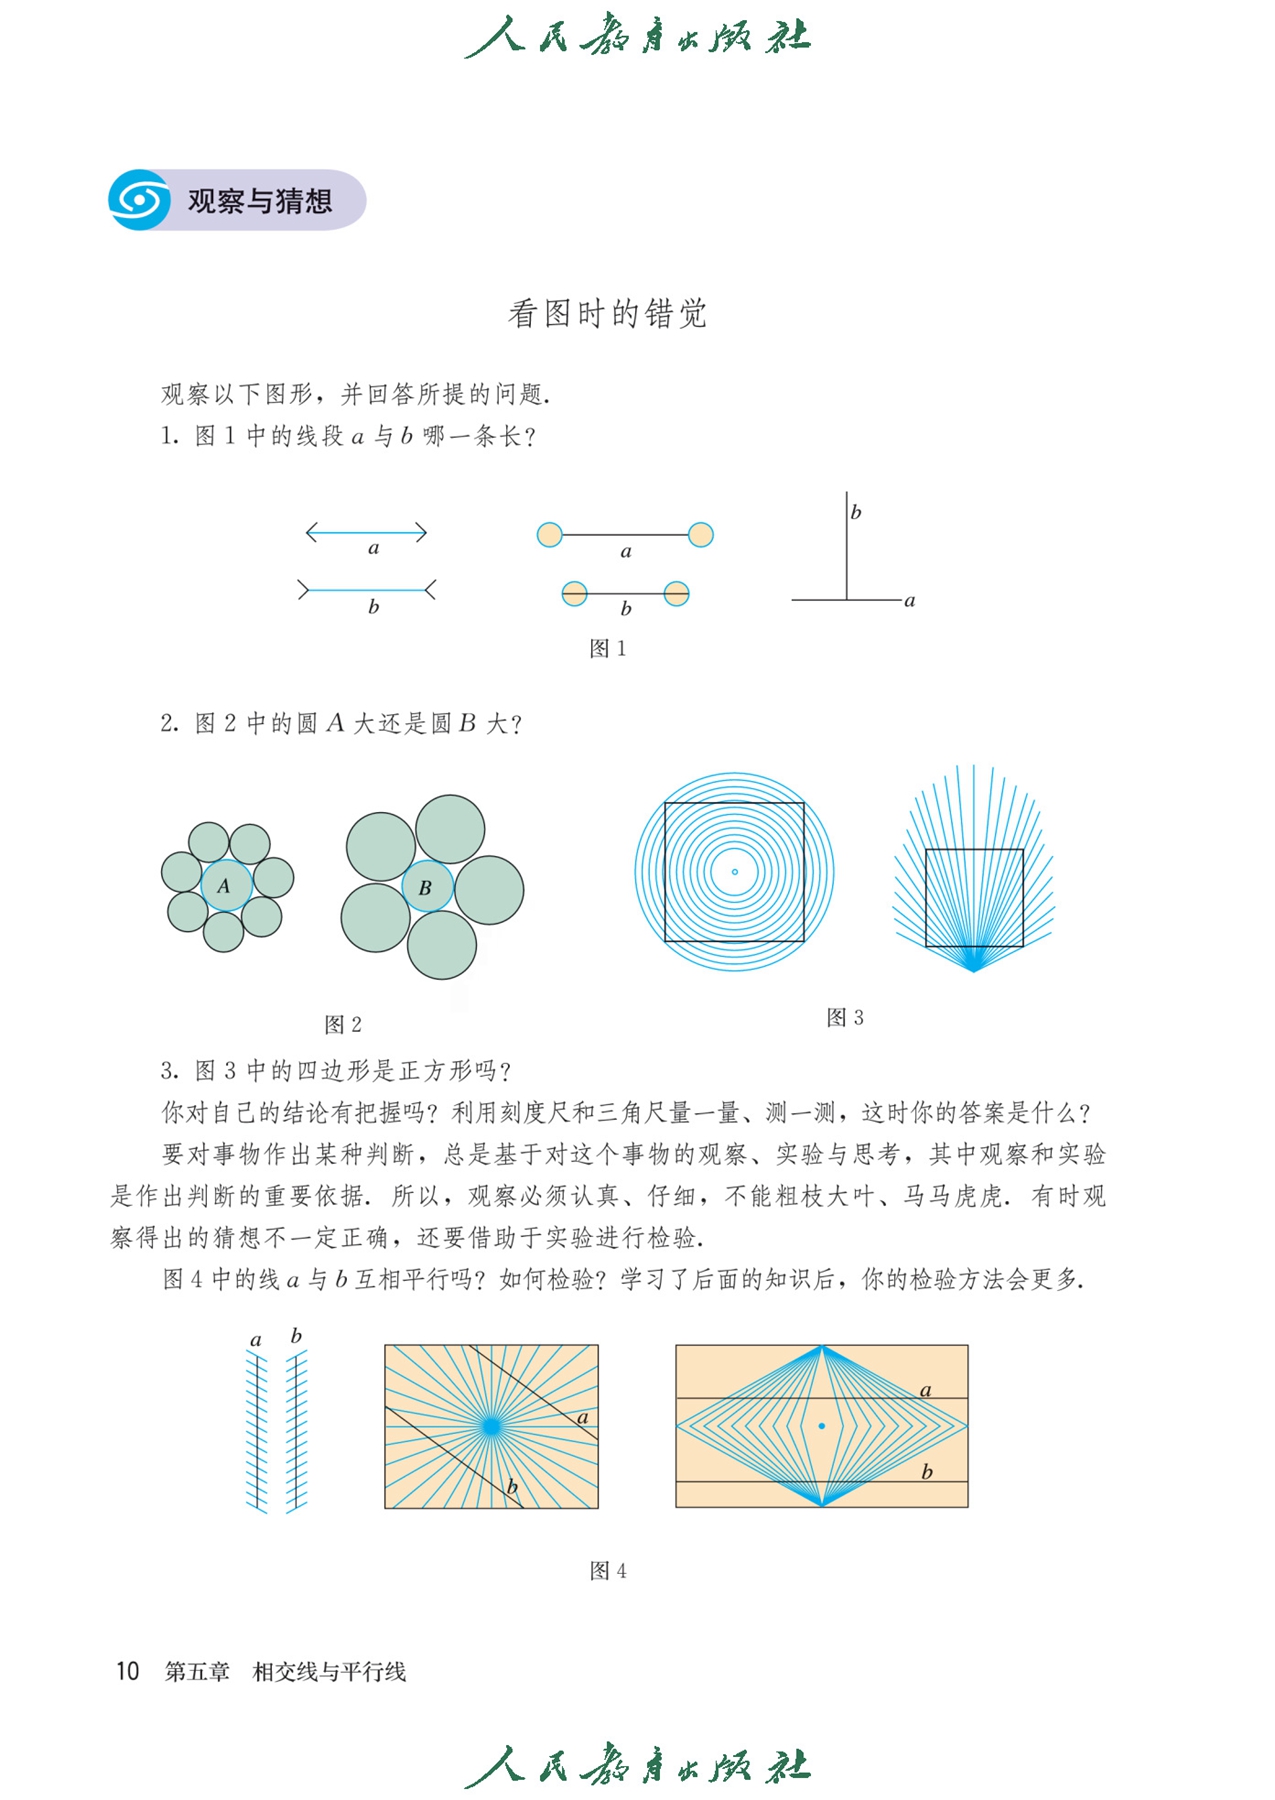 人民教育出版社
观察与猜想
看图时的错觉
观察以下图形，并回答所提的问题.
1. 图1中的线段a与b哪一条长？
a
b
a
b
b
a
图1
2. 图2中的圆A大还是圆B大？
A
B
图2
图3
3. 图3中的四边形是正方形吗？
你对自己的结论有把握吗？利用刻度尺和三角尺量一量、测一测，这时你的答案是什么？
要对事物作出某种判断，总是基于对这个事物的观察、实验与思考，其中观察和实验
是作出判断的重要依据. 所以，观察必须认真、仔细，不能粗枝大叶、马马虎虎. 有时观
察得出的猜想不一定正确，还要借助于实验进行检验.
图4中的线a与b互相平行吗？如何检验？学习了后面的知识后，你的检验方法会更多.
a b
a
b
a
b
图4
10 第五章 相交线与平行线
人民教育出版社